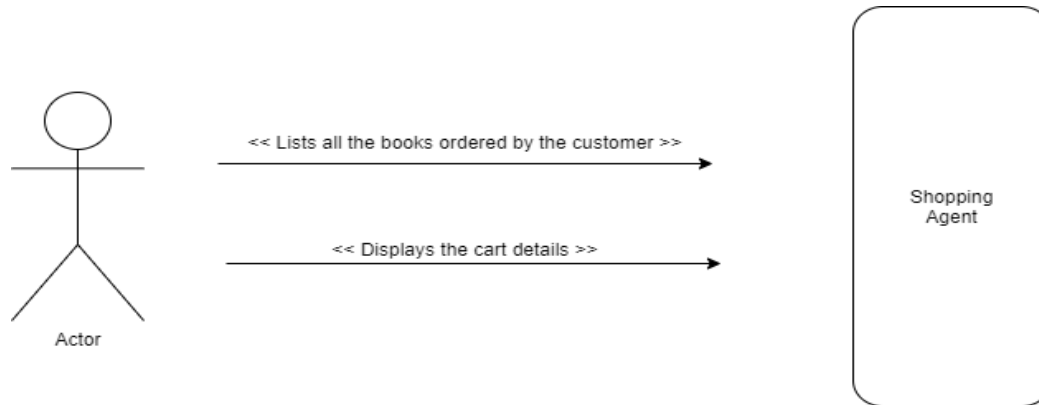 << Lists all the books ordered by the customer >>
<< Displays the cart details >>
Shopping
Agent
Actor